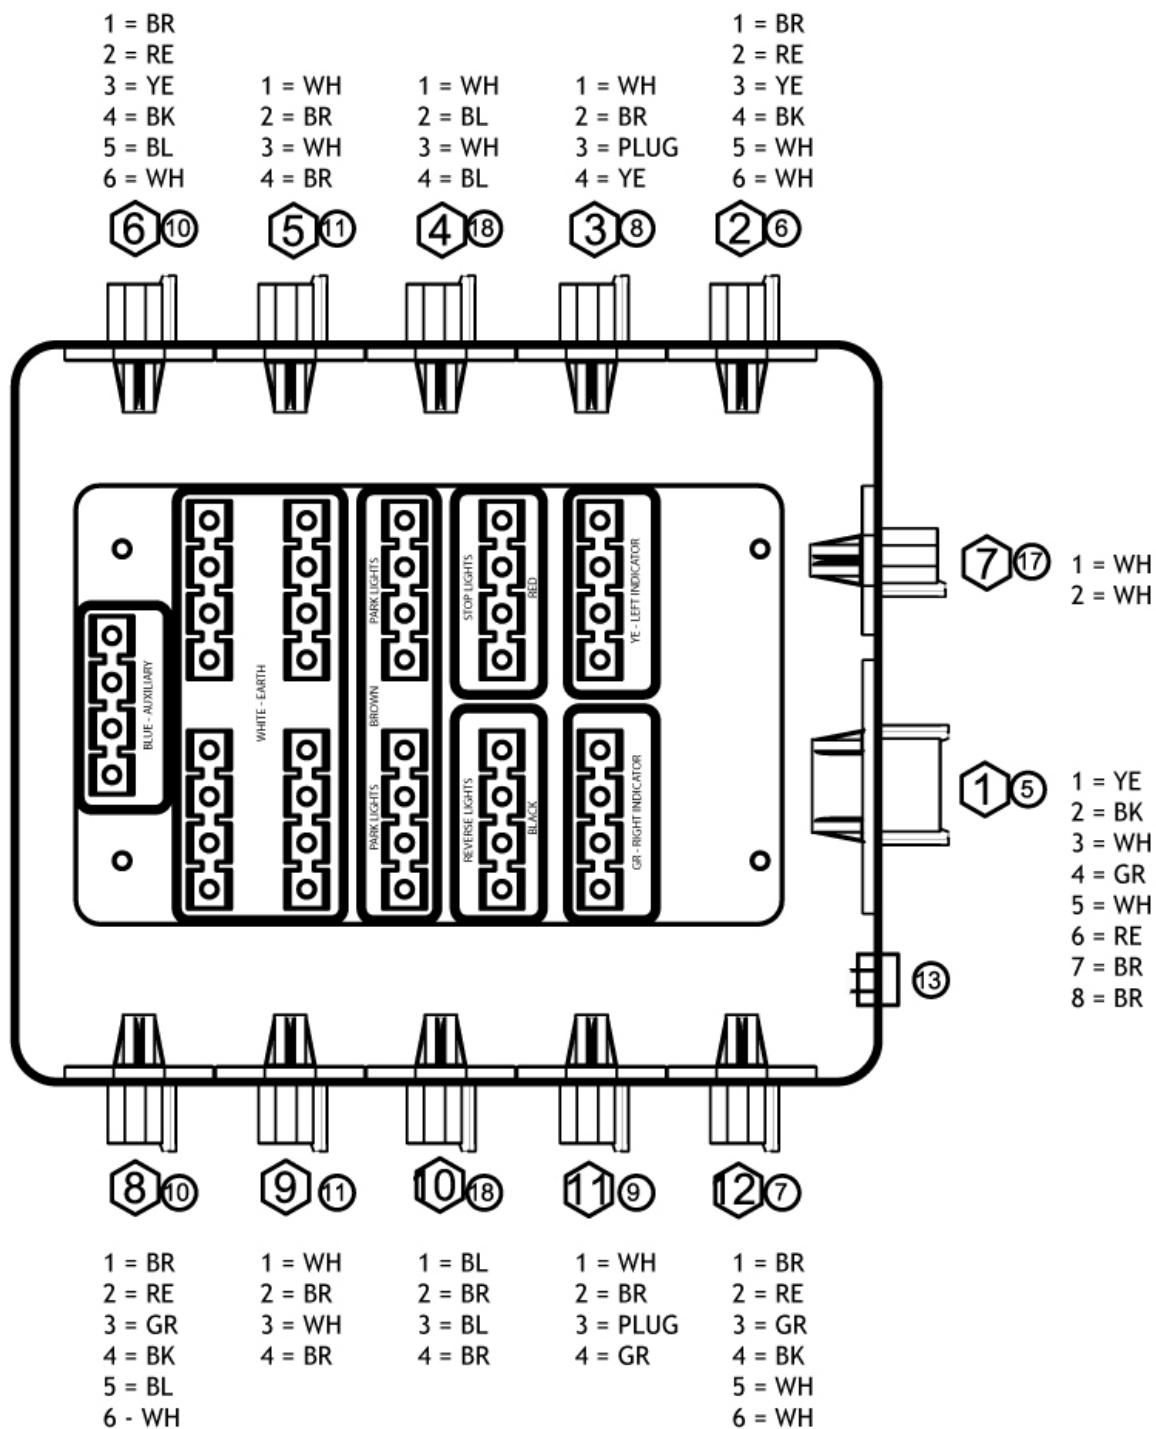 1 = BR
2 = RE
3 = YE
4 = BK
5 = BL
6 = WH
6 10
1 = WH
2 = BR
3 = WH
4 = BR
5 11
1 = WH
2 = BL
3 = WH
4 = BL
4 18
1 = WH
2 = BR
3 = PLUG
4 = YE
3 8
1 = BR
2 = RE
3 = YE
4 = BK
5 = WH
6 = WH
2 6
BLUE - AUXILIARY
WHITE - EARTH
PARK LIGHTS
BROWN
PARK LIGHTS
STOP LIGHTS
RED
YE - LEFT INDICATOR
REVERSE LIGHTS
BLACK
GR - RIGHT INDICATOR
7 17
1 = WH
2 = WH
1 5
1 = YE
2 = BK
3 = WH
4 = GR
5 = WH
6 = RE
7 = BR
8 = BR
13
8 10
1 = BR
2 = RE
3 = GR
4 = BK
5 = BL
6 - WH
9 11
1 = WH
2 = BR
3 = WH
4 = BR
10 18
1 = BL
2 = BR
3 = BL
4 = BR
11 9
1 = WH
2 = BR
3 = PLUG
4 = GR
12 7
1 = BR
2 = RE
3 = GR
4 = BK
5 = WH
6 = WH